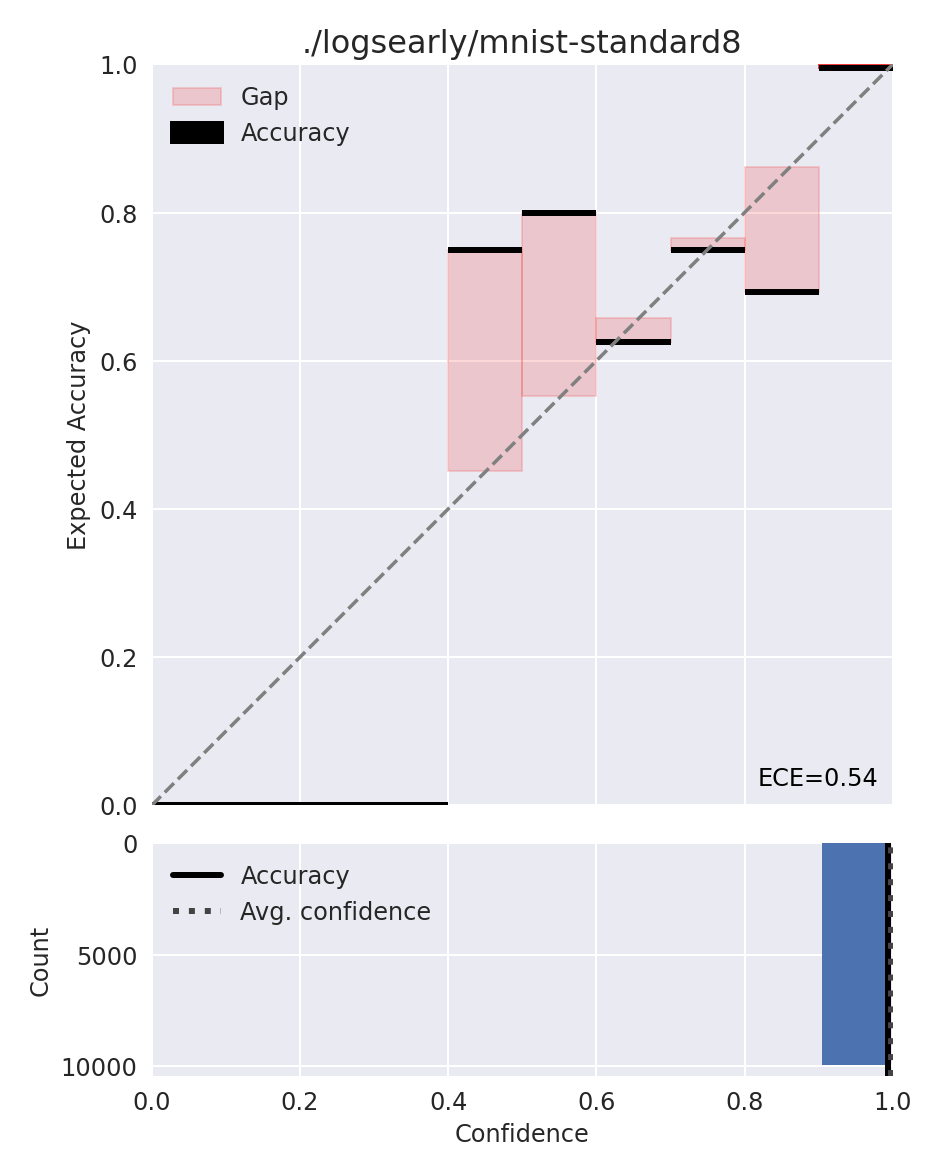 ./logsearly/mnist-standard8
1.0
Gap
Accuracy
0.8
0.6
Expected Accuracy
0.4
0.2
ECE=0.54
0.0
0
Accuracy
Avg. confidence
Count
5000
10000
0.0 0.2 0.4 0.6 0.8 1.0
Confidence